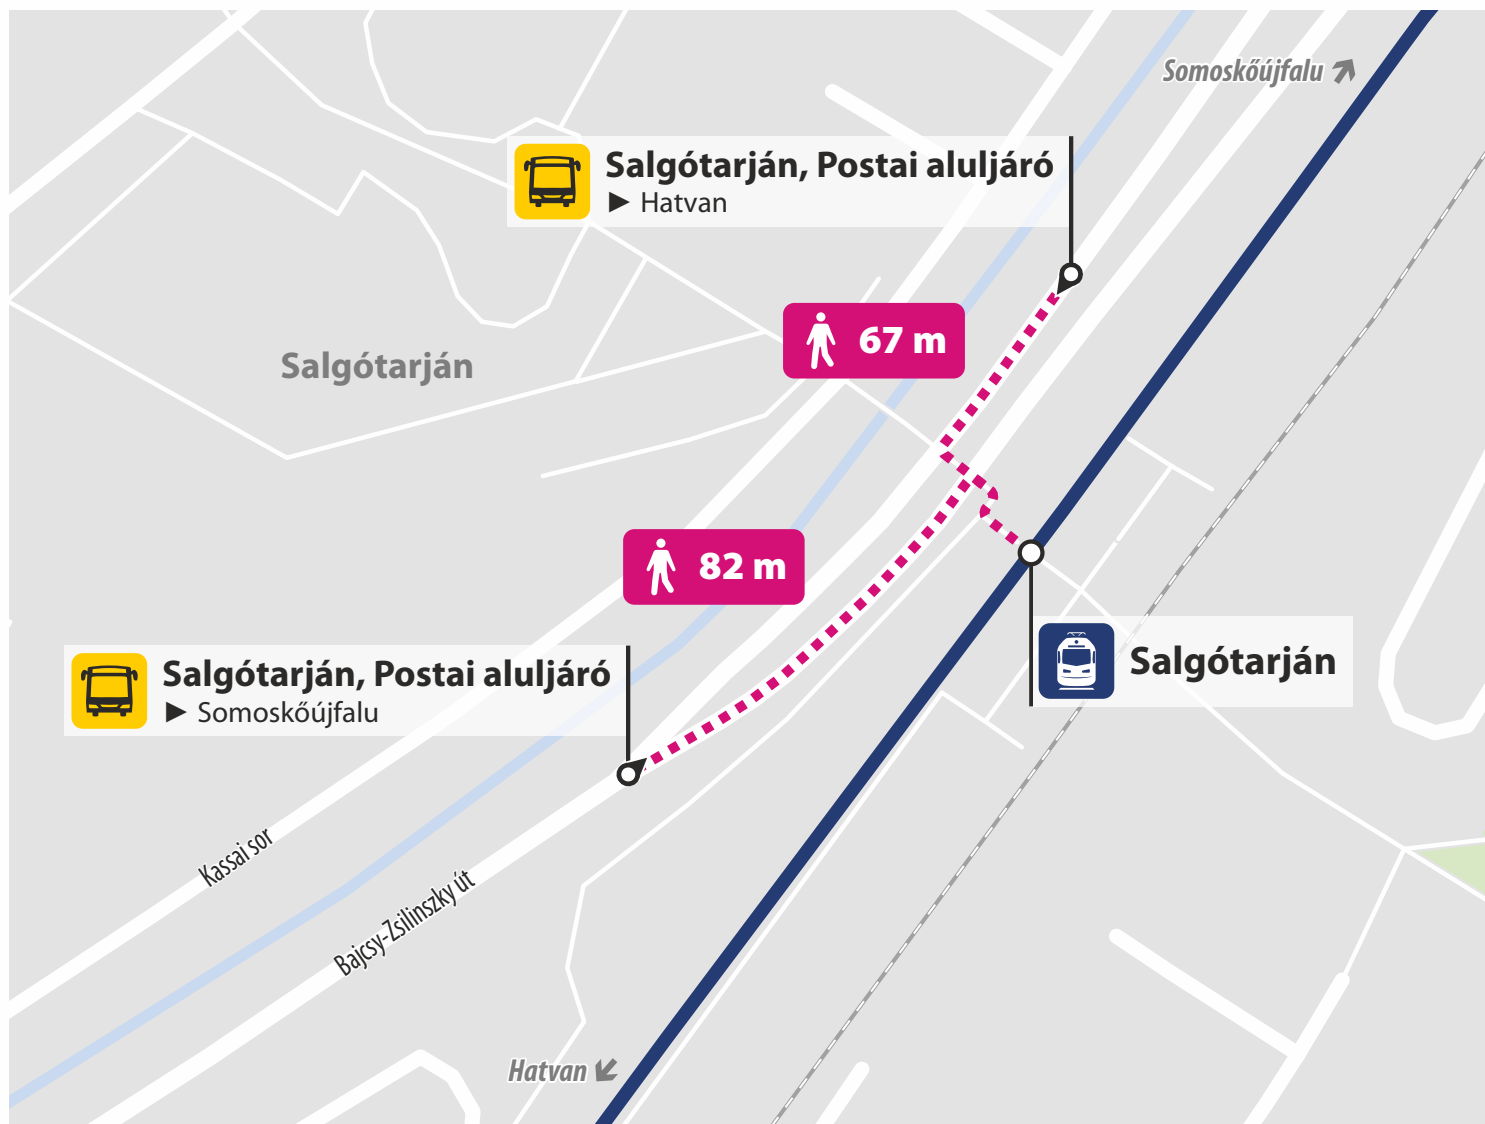 Somoskőújfalu
Salgótarján, Postai aluljáró
► Hatvan
67 m
Salgótarján
82 m
Salgótarján, Postai aluljáró
► Somoskőújfalu
Salgótarján
Kassai sor
Bajcsy-Zsilinszky út
Hatvan